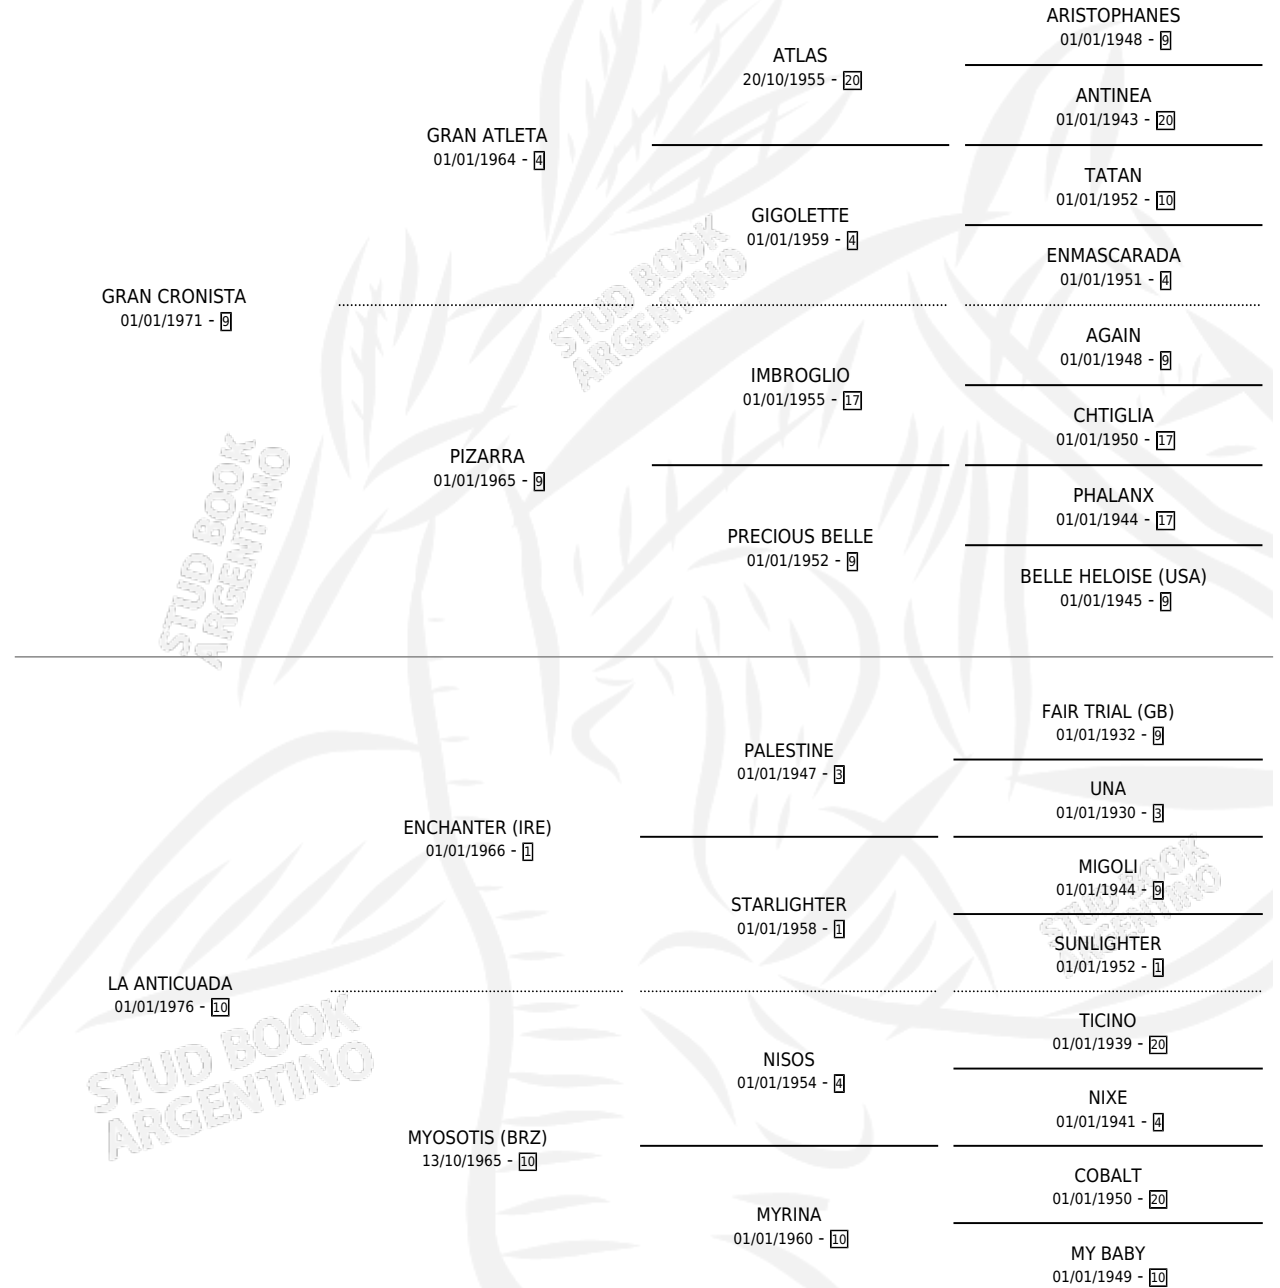 ARISTOPHANES
01/01/1948 - 9
ATLAS
20/10/1955 - 20
ANTINEA
01/01/1943 - 20
GRAN ATLETA
01/01/1964 - 4
TATAN
01/01/1952 - 10
GIGOLETTE
01/01/1959 - 4
ENMASCARADA
01/01/1951 - 4
GRAN CRONISTA
01/01/1971 - 9
AGAIN
01/01/1948 - 9
IMBROGLIO
01/01/1955 - 17
CHTIGLIA
01/01/1950 - 17
PIZARRA
01/01/1965 - 9
PHALANX
01/01/1944 - 17
PRECIOUS BELLE
01/01/1952 - 9
BELLE HELOISE (USA)
01/01/1945 - 9
STUD BOOK
ARGENTINO
STUD BOOK
ARGENTINO
FAIR TRIAL (GB)
01/01/1932 - 9
PALESTINE
01/01/1947 - 3
UNA
01/01/1930 - 3
ENCHANTER (IRE)
01/01/1966 - 1
MIGOLI
01/01/1944 - 9
STARLIGHTER
01/01/1958 - 1
SUNLIGHTER
01/01/1952 - 1
LA ANTICUADA
01/01/1976 - 10
TICINO
01/01/1939 - 20
NISOS
01/01/1954 - 4
NIXE
01/01/1941 - 4
MYOSOTIS (BRZ)
13/10/1965 - 10
COBALT
01/01/1950 - 20
MYRINA
01/01/1960 - 10
MY BABY
01/01/1949 - 10
STUD BOOK
ARGENTINO
STUD BOOK
ARGENTINO